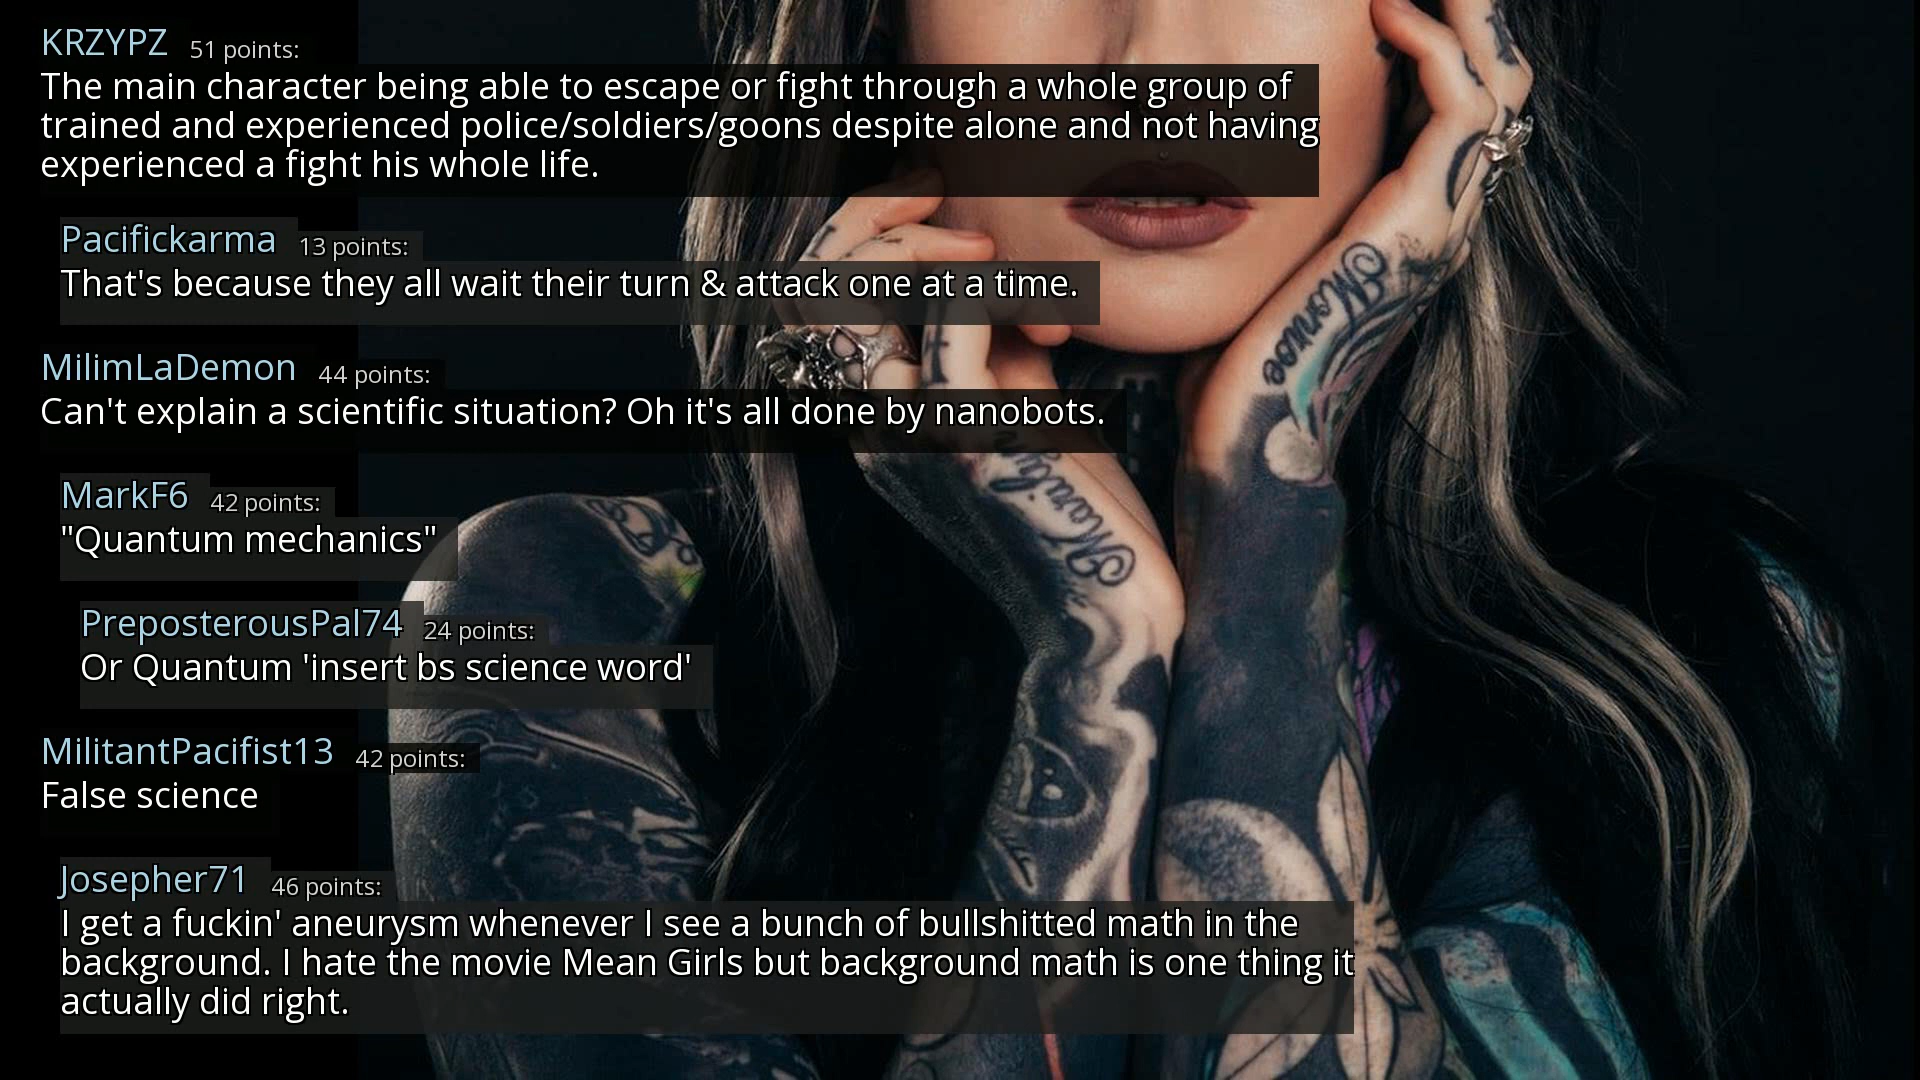 KRZYPZ 51 points:
The main character being able to escape or fight through a whole group of
trained and experienced police/soldiers/goons despite alone and not having
experienced a fight his whole life.
Pacifickarma 13 points:
That's because they all wait their turn & attack one at a time.
MilimLaDemon 44 points:
Can't explain a scientific situation? Oh it's all done by nanobots.
MarkF6 42 points:
"Quantum mechanics"
PreposterousPal74 24 points:
Or Quantum 'insert bs science word'
MilitantPacifist13 42 points:
False science
Josepher71 46 points:
I get a fuckin' aneurysm whenever I see a bunch of bullshitted math in the
background. I hate the movie Mean Girls but background math is one thing it
actually did right.
Monroe